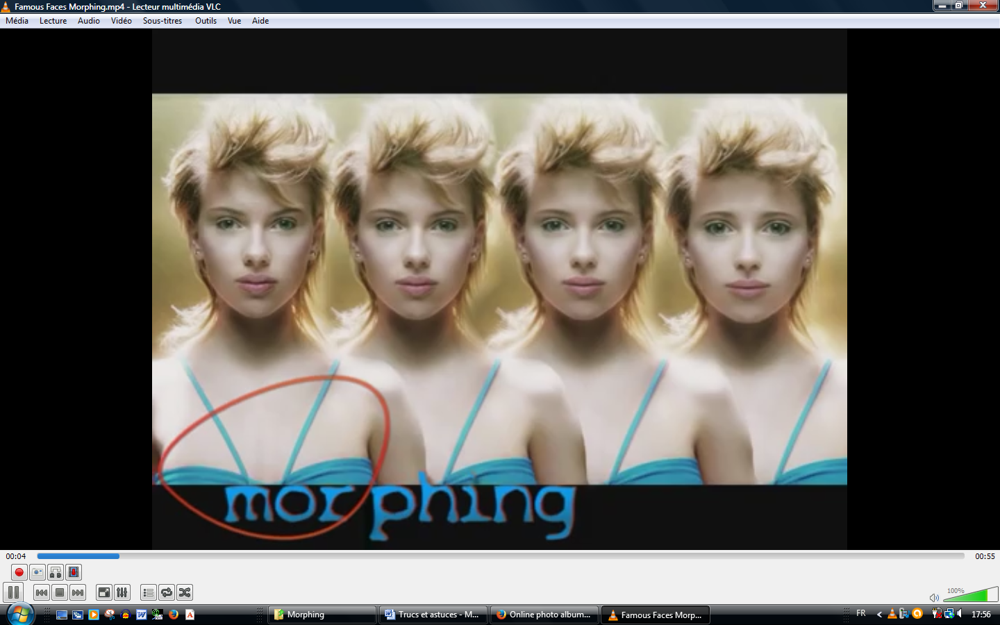 Famous Faces Morphing.mp4 - Lecteur multimédia VLC
Média Lecture Audio Vidéo Sous-titres Outils Vue Aide
morphing
00:04 00:55
100%
Morphing Trucs et astuces - M... Online photo album... Famous Faces Morp... FR 17:56